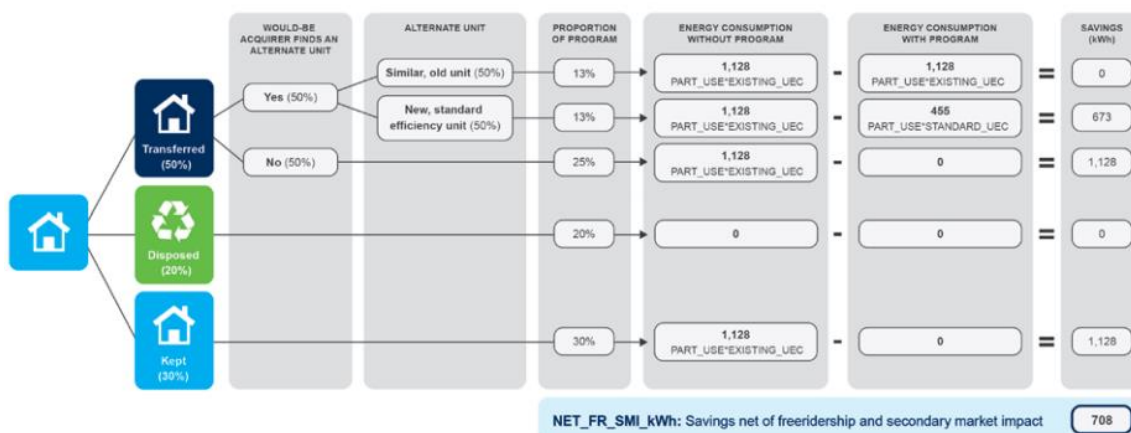 WOULD-BE
ACQUIRER FINDS AN
ALTERNATE UNIT
ALTERNATE UNIT
PROPORTION
OF PROGRAM
ENERGY CONSUMPTION
WITHOUT PROGRAM
ENERGY CONSUMPTION
WITH PROGRAM
SAVINGS
(kWh)
Transferred
(50%)
Yes (50%)
Similar, old unit (50%)
13%
1,128
PART_USE*EXISTING_UEC
-
1,128
PART_USE*EXISTING_UEC
=
0
New, standard
efficiency unit (50%)
13%
1,128
PART_USE*EXISTING_UEC
-
455
PART_USE*STANDARD_UEC
=
673
No (50%)
25%
1,128
PART_USE*EXISTING_UEC
-
0
=
1,128
Disposed
(20%)
20%
0
-
0
=
0
Kept
(30%)
30%
1,128
PART_USE*EXISTING_UEC
-
0
=
1,128
NET_FR_SMI_kWh: Savings net of freeridership and secondary market impact
708